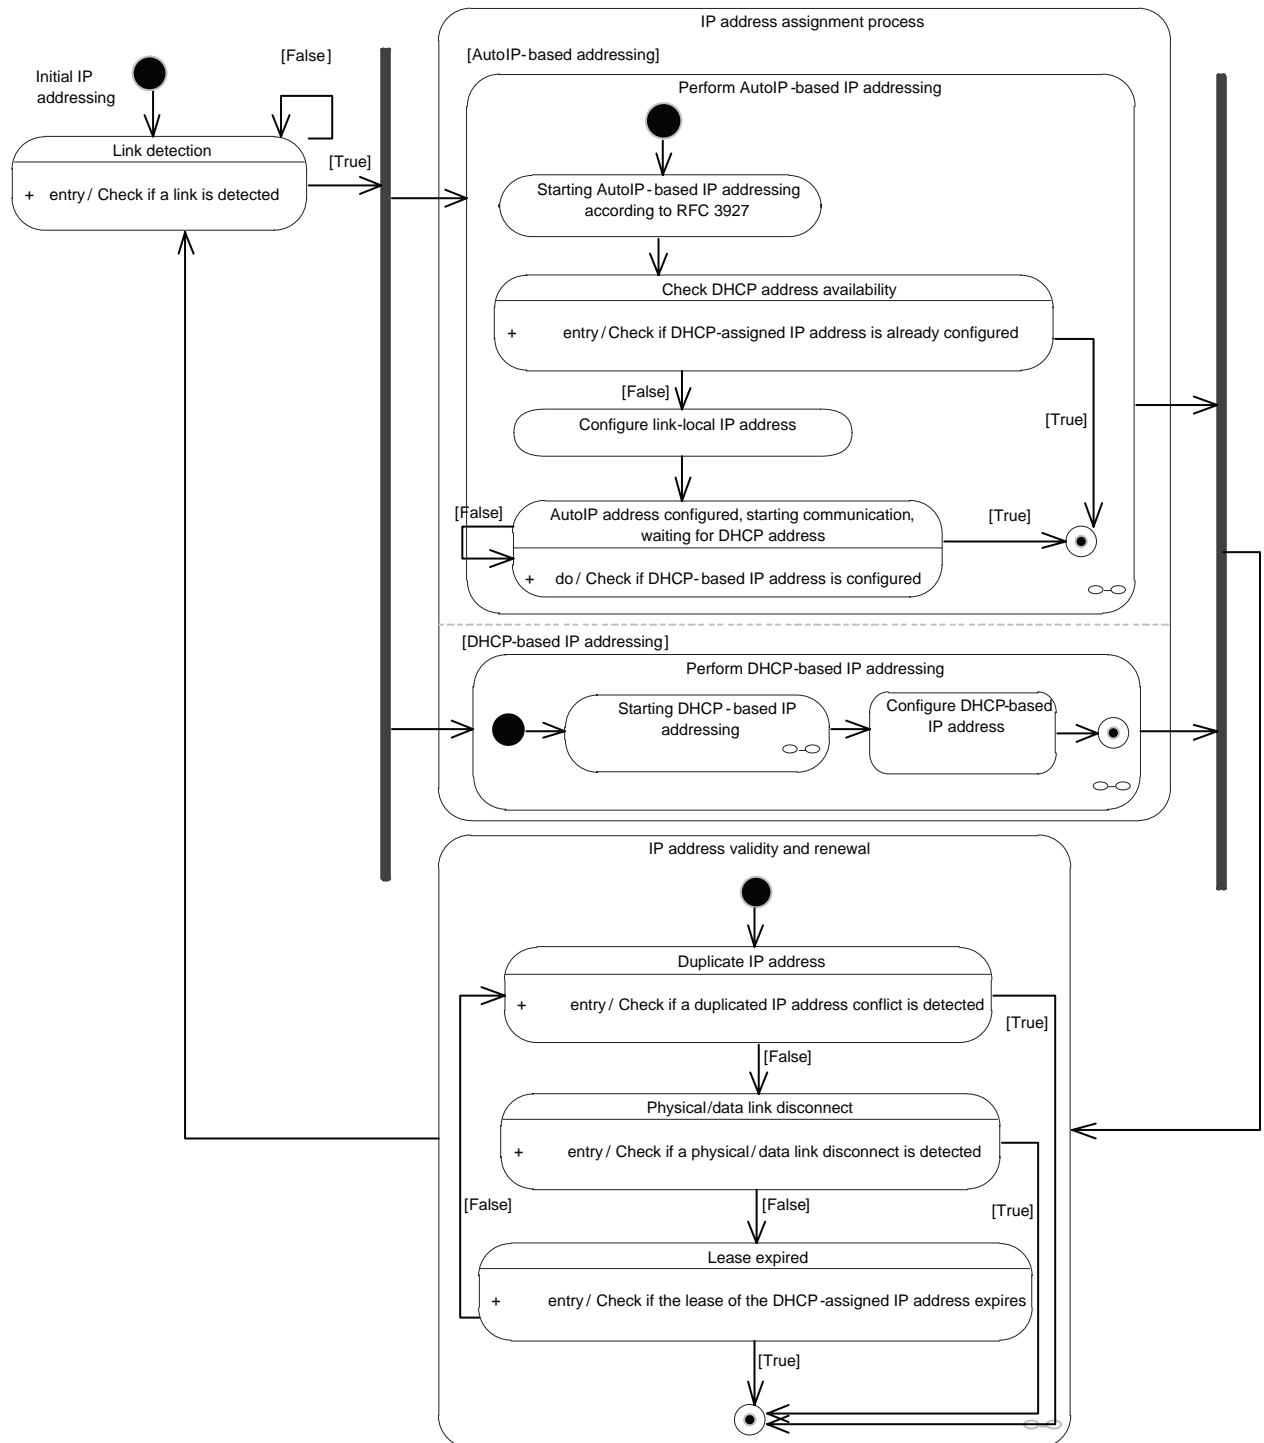 IP address assignment process
[False]
[AutoIP-based addressing]
Initial IP
addressing
Perform AutoIP-based IP addressing
Link detection
[True]
+ entry / Check if a link is detected
Starting AutoIP-based IP addressing
according to RFC 3927
Check DHCP address availability
+ entry / Check if DHCP-assigned IP address is already configured
[False]
[True]
Configure link-local IP address
[False]
AutoIP address configured, starting communication,
waiting for DHCP address
[True]
+ do / Check if DHCP-based IP address is configured
[DHCP-based IP addressing]
Perform DHCP-based IP addressing
Starting DHCP-based IP
addressing
Configure DHCP-based
IP address
IP address validity and renewal
Duplicate IP address
+ entry / Check if a duplicated IP address conflict is detected
[True]
[False]
Physical/data link disconnect
+ entry / Check if a physical/data link disconnect is detected
[False]
[False]
[True]
Lease expired
+ entry / Check if the lease of the DHCP-assigned IP address expires
[True]